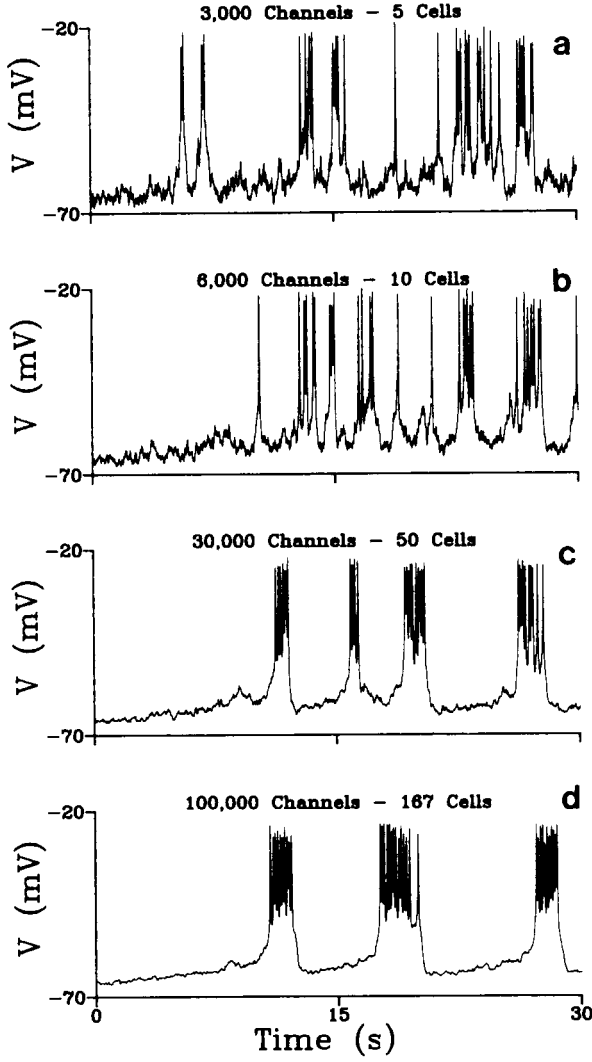 3,000 Channels - 5 Cells
a
-20
V (mV)
-70
6,000 Channels - 10 Cells
b
-20
V (mV)
-70
30,000 Channels - 50 Cells
c
-20
V (mV)
-70
100,000 Channels - 167 Cells
d
-20
V (mV)
-70
0 15 30
Time (s)